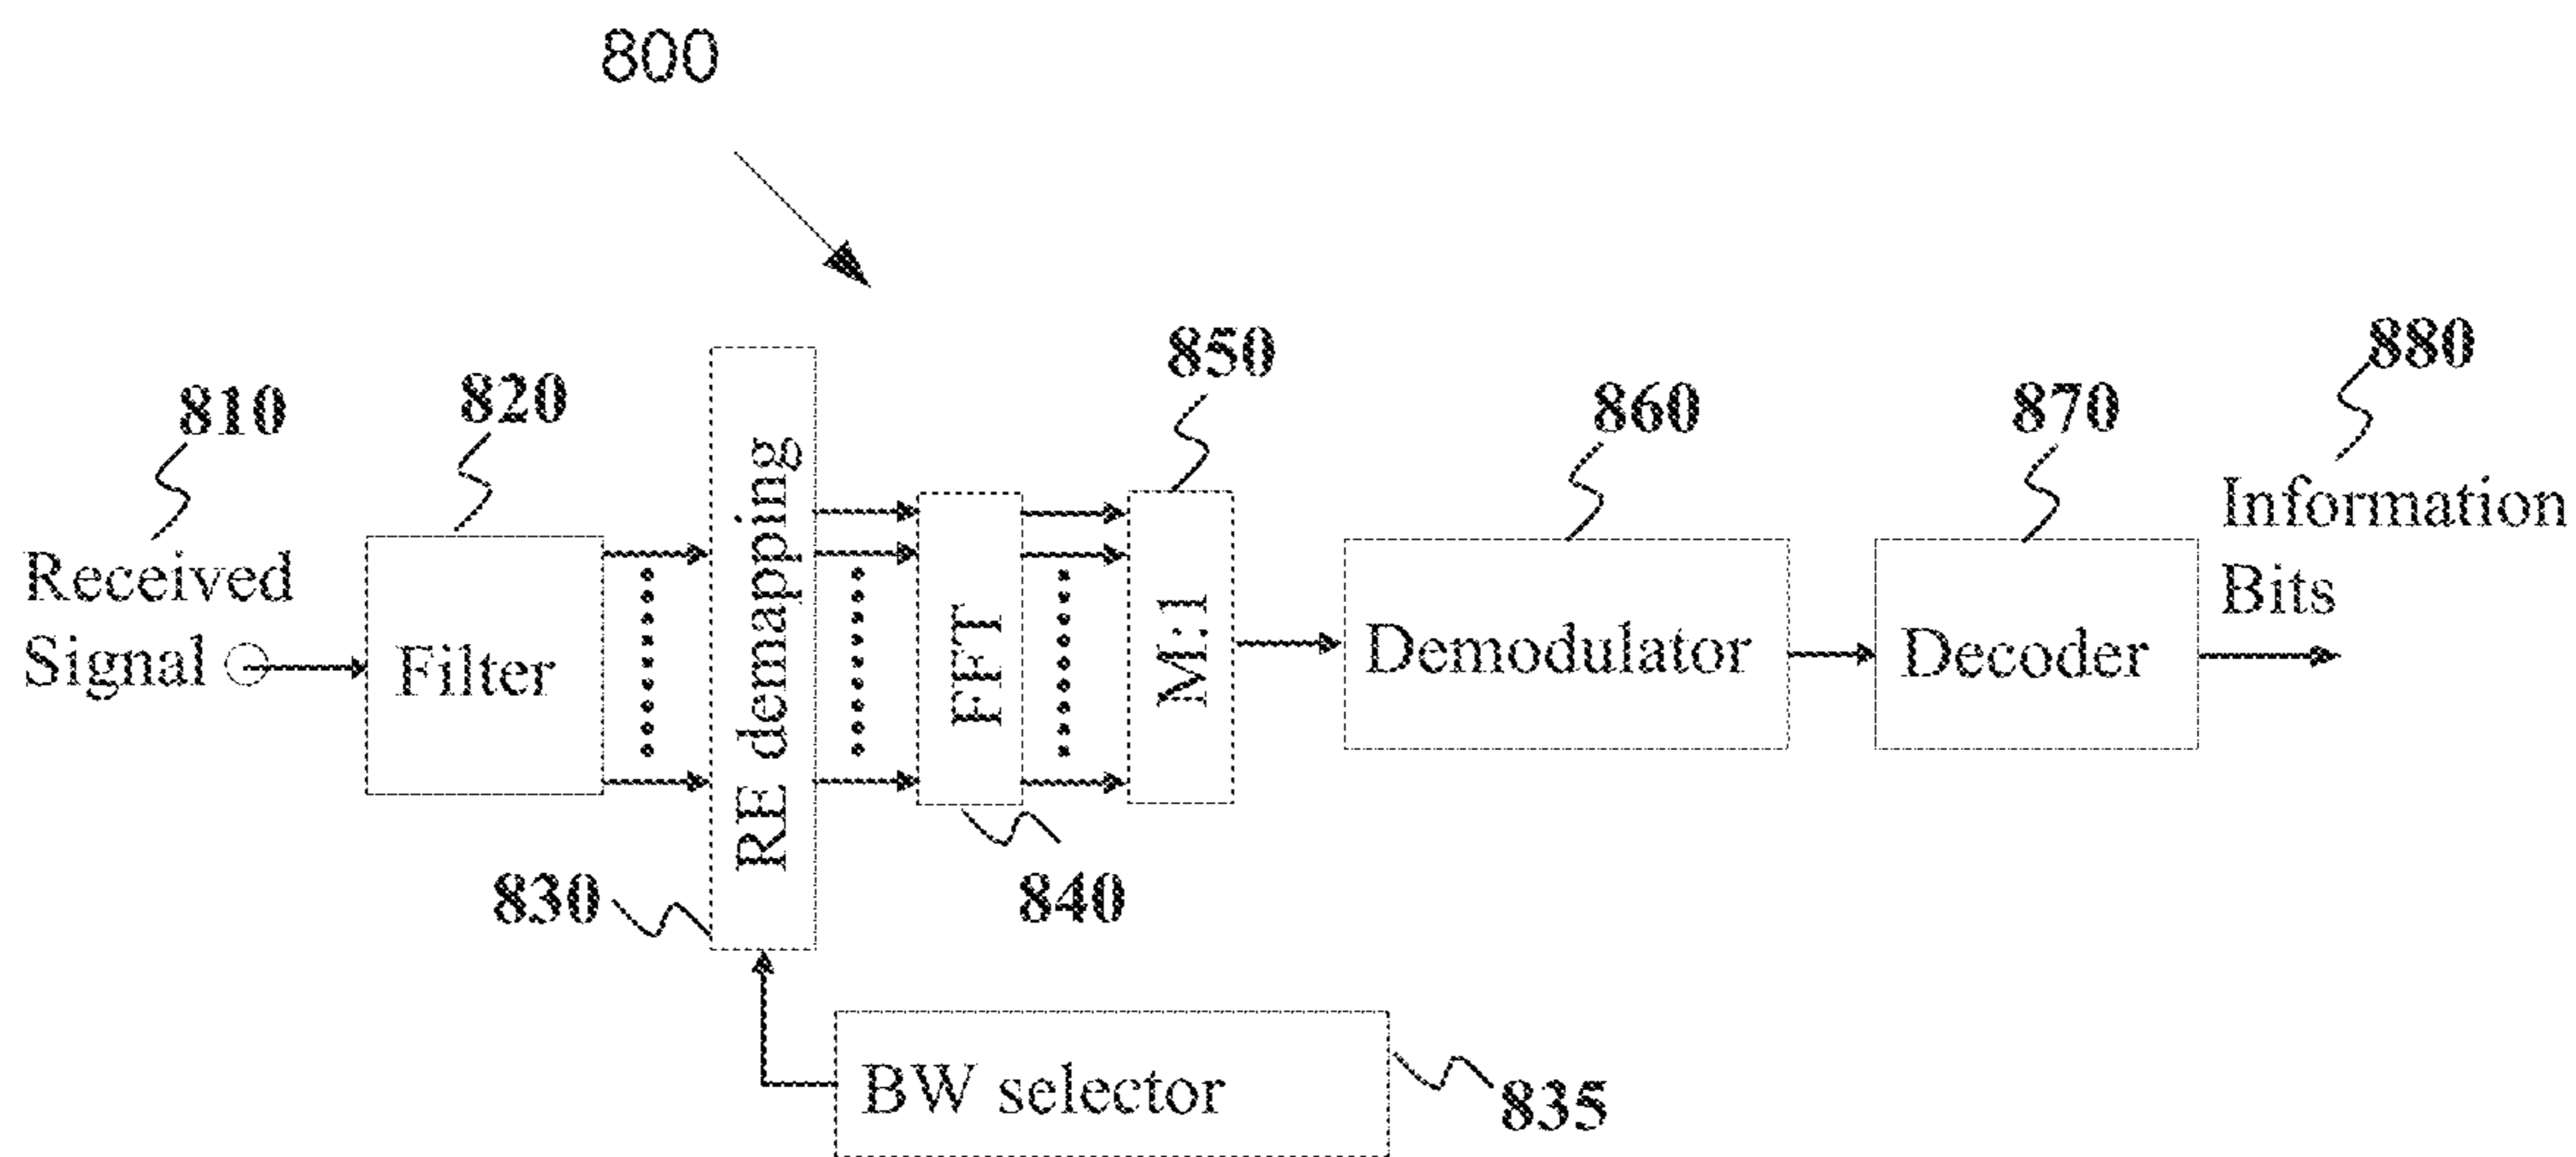 800
810
820
850
860
870
880
Received
Signal
Filter
RE demapping
FFT
M:1
Demodulator
Decoder
Information
Bits
830
840
BW selector
835